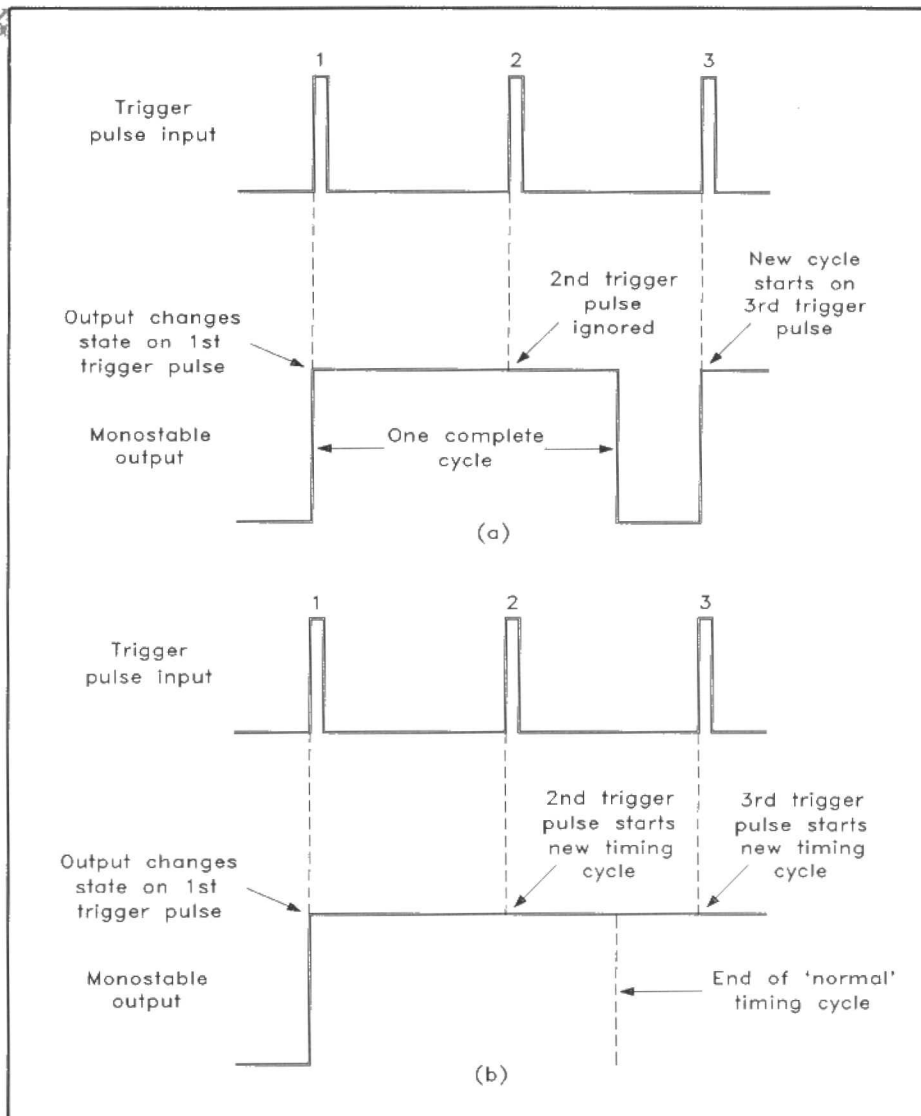 1
2
3
Trigger
pulse input
Output changes
state on 1st
trigger pulse
2nd trigger
pulse
ignored
New cycle
starts on
3rd trigger
pulse
Monostable
output
One complete
cycle
(a)
1
2
3
Trigger
pulse input
Output changes
state on 1st
trigger pulse
2nd trigger
pulse starts
new timing
cycle
3rd trigger
pulse starts
new timing
cycle
Monostable
output
End of ‘normal’
timing cycle
(b)